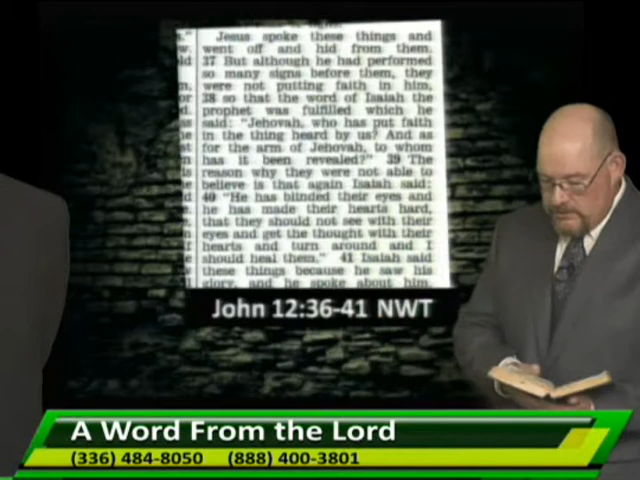 Jesus spoke these things and
went off and hid from them.
37 But although he had performed
so many signs before them, they
were not putting faith in him,
38 so that the word of Isaiah the
prophet was fulfilled which he
said: "Jehovah, who has put faith
in the thing heard by us? And as
for the arm of Jehovah, to whom
has it been revealed?" 39 The
reason why they were not able to
believe is that again Isaiah said:
40 "He has blinded their eyes and
he has made their hearts hard,
that they should not see with their
eyes and get the thought with their
hearts and turn around and I
should heal them." 41 Isaiah said
these things because he saw his
glory, and he spoke about him.
John 12:36-41 NWT
A Word From the Lord
(336) 484-8050 (888) 400-3801